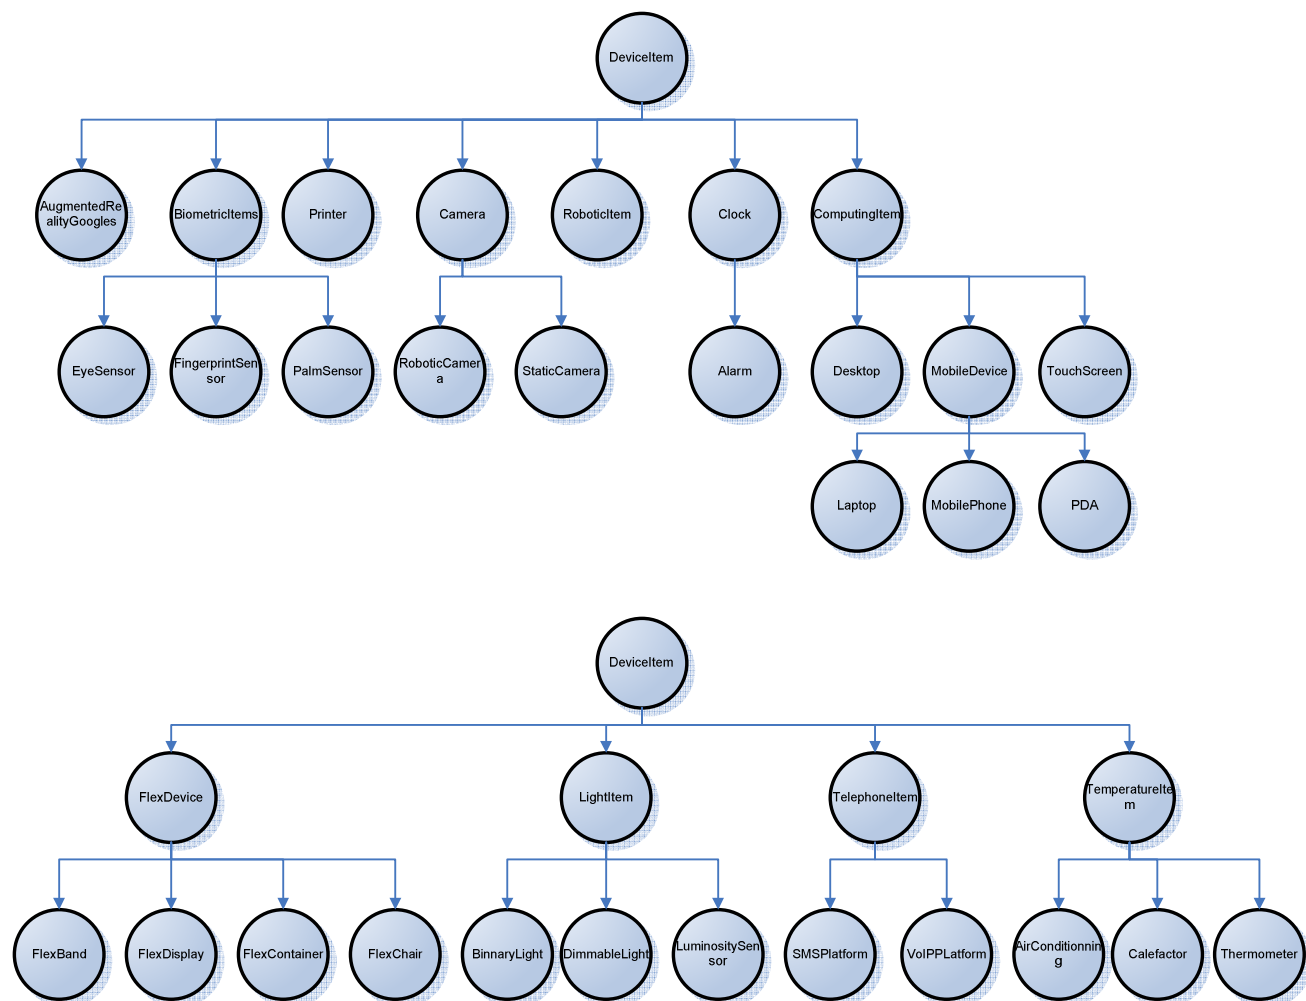 DeviceItem
AugmentedRe
alityGoogles
BiometricItems
Printer
Camera
RoboticItem
Clock
ComputingItem
EyeSensor
FingerprintSen
sor
PalmSensor
RoboticCamer
a
StaticCamera
Alarm
Desktop
MobileDevice
TouchScreen
Laptop
MobilePhone
PDA
DeviceItem
FlexDevice
LightItem
TelephoneItem
TemperatureIte
m
FlexBand
FlexDisplay
FlexContainer
FlexChair
BinnaryLight
DimmableLight
LuminositySen
sor
SMSPlatform
VoIPPLatform
AirConditionnin
g
Calefactor
Thermometer